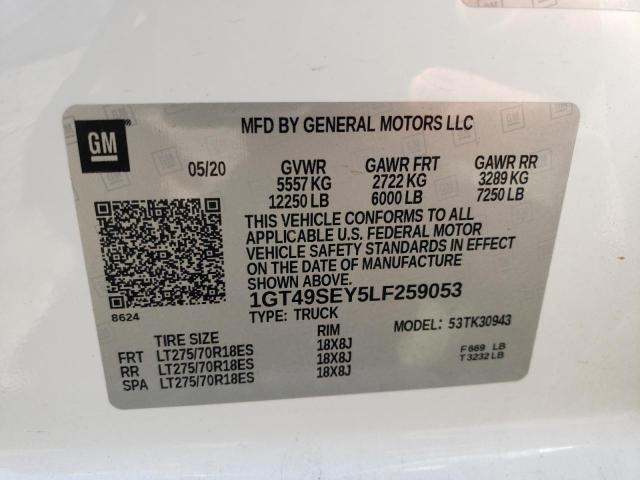 GM
MFD BY GENERAL MOTORS LLC
05/20 GVWR GAWR FRT GAWR RR
5557 KG 2722 KG 3289 KG
12250 LB 6000 LB 7250 LB
THIS VEHICLE CONFORMS TO ALL
APPLICABLE U.S. FEDERAL MOTOR
VEHICLE SAFETY STANDARDS IN EFFECT
ON THE DATE OF MANUFACTURE
SHOWN ABOVE.
8624
1GT49SEY5LF259053
TYPE: TRUCK MODEL: 53TK30943
TIRE SIZE RIM
FRT LT275/70R18ES 18X8J F 669 LB
RR LT275/70R18ES 18X8J T 3232 LB
SPA LT275/70R18ES 18X8J